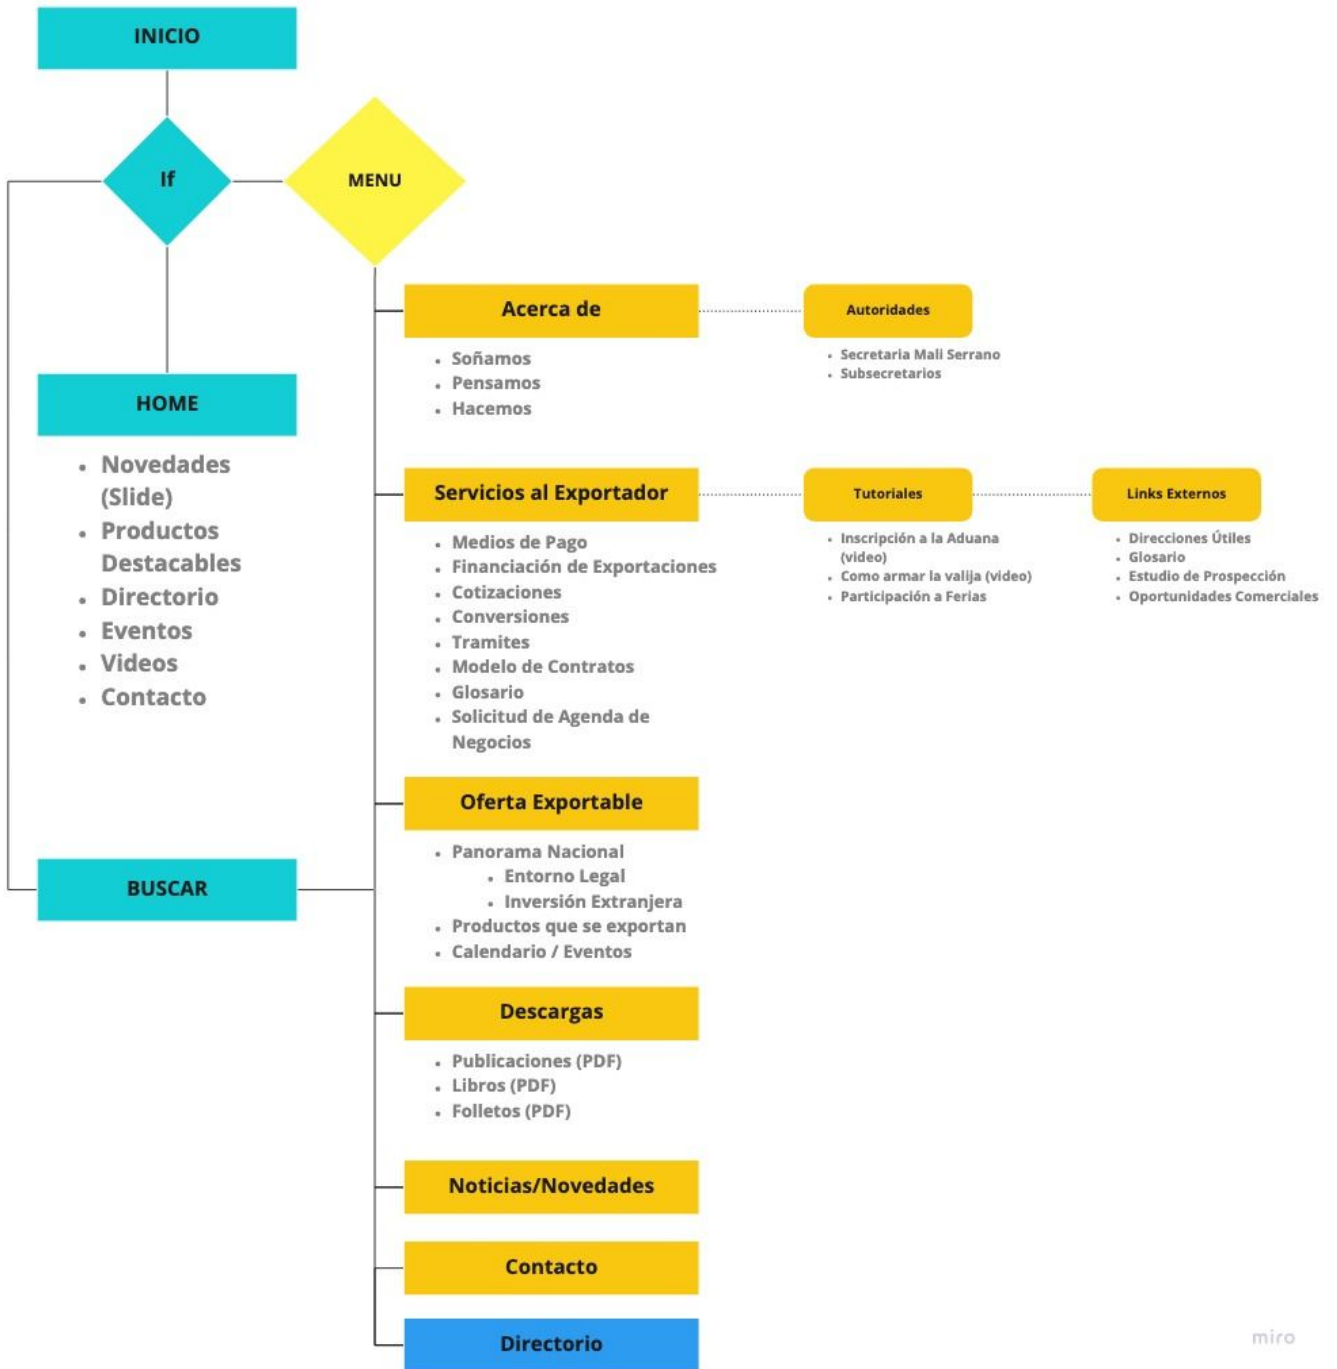 INICIO
If
MENU
HOME
Novedades
(Slide)
Productos
Destacables
Directorio
Eventos
Videos
Contacto
BUSCAR
Acerca de
Soñamos
Pensamos
Hacemos
Autoridades
Secretaria Mali Serrano
Subsecretarios
Servicios al Exportador
Medios de Pago
Financiación de Exportaciones
Cotizaciones
Conversiones
Tramites
Modelo de Contratos
Glosario
Solicitud de Agenda de
Negocios
Tutoriales
Inscripción a la Aduana
(video)
Como armar la valija (video)
Participación a Ferias
Links Externos
Direcciones Útiles
Glosario
Estudio de Prospección
Oportunidades Comerciales
Oferta Exportable
Panorama Nacional
Entorno Legal
Inversión Extranjera
Productos que se exportan
Calendario / Eventos
Descargas
Publicaciones (PDF)
Libros (PDF)
Folletos (PDF)
Noticias/Novedades
Contacto
Directorio
miro